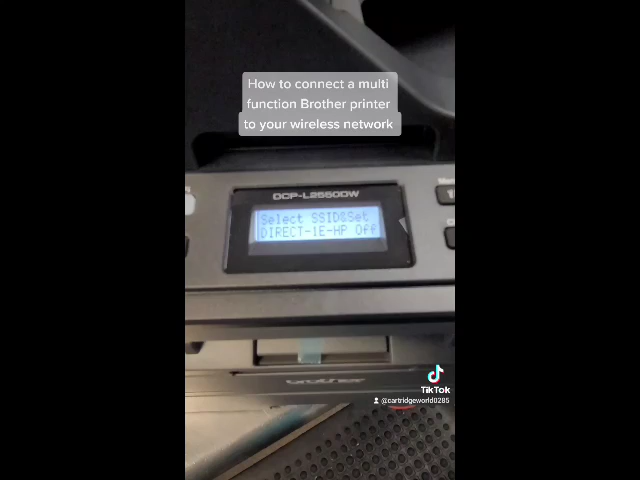 How to connect a multi
function Brother printer
to your wireless network
DCP-L2550DW
Select SSID&Set
DIRECT-1E-HP Off
brother
TikTok
@cartridgeworld0285